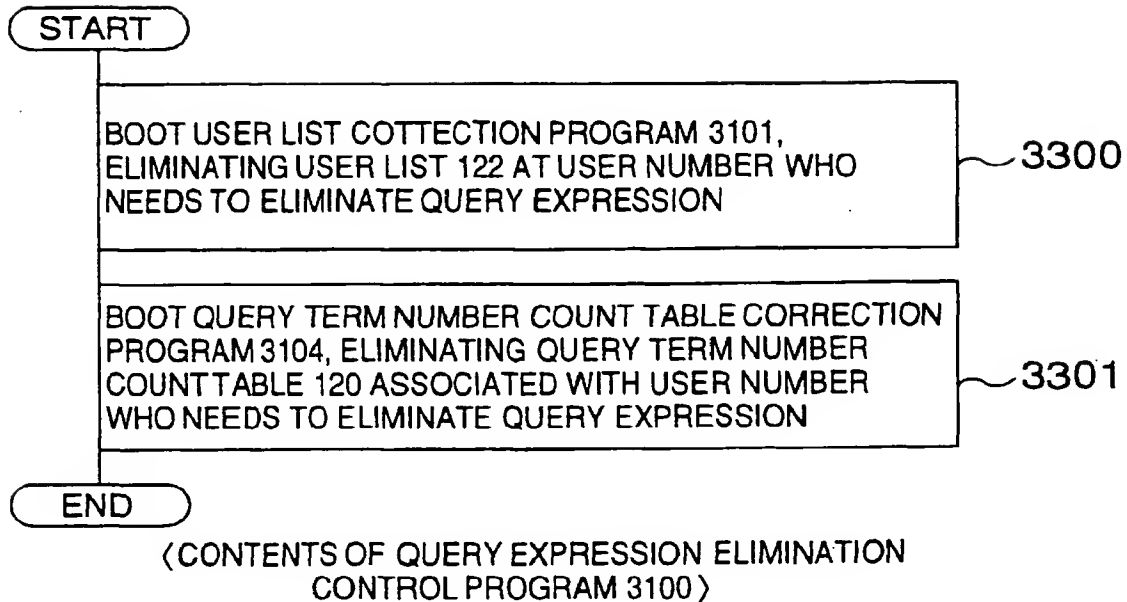 START
BOOT USER LIST COTTECTION PROGRAM 3101,
ELIMINATING USER LIST 122 AT USER NUMBER WHO
NEEDS TO ELIMINATE QUERY EXPRESSION
3300
BOOT QUERY TERM NUMBER COUNT TABLE CORRECTION
PROGRAM 3104, ELIMINATING QUERY TERM NUMBER
COUNT TABLE 120 ASSOCIATED WITH USER NUMBER
WHO NEEDS TO ELIMINATE QUERY EXPRESSION
3301
END
〈CONTENTS OF QUERY EXPRESSION ELIMINATION
CONTROL PROGRAM 3100〉